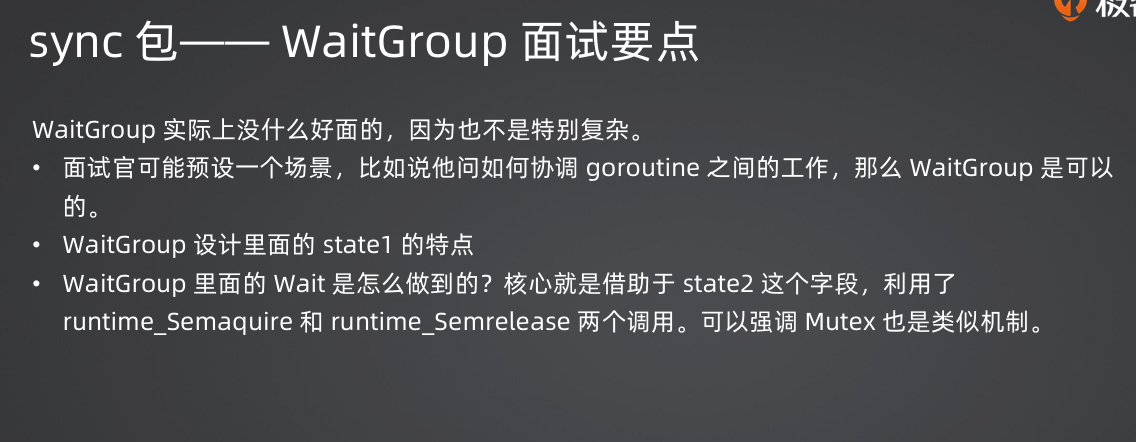 sync 包—— WaitGroup 面试要点
WaitGroup 实际上没什么好面的，因为也不是特别复杂。
• 面试官可能预设一个场景，比如说他问如何协调 goroutine 之间的工作，那么 WaitGroup 是可以
的。
• WaitGroup 设计里面的 state1 的特点
• WaitGroup 里面的 Wait 是怎么做到的？核心就是借助于 state2 这个字段，利用了
runtime_Semaquire 和 runtime_Semrelease 两个调用。可以强调 Mutex 也是类似机制。